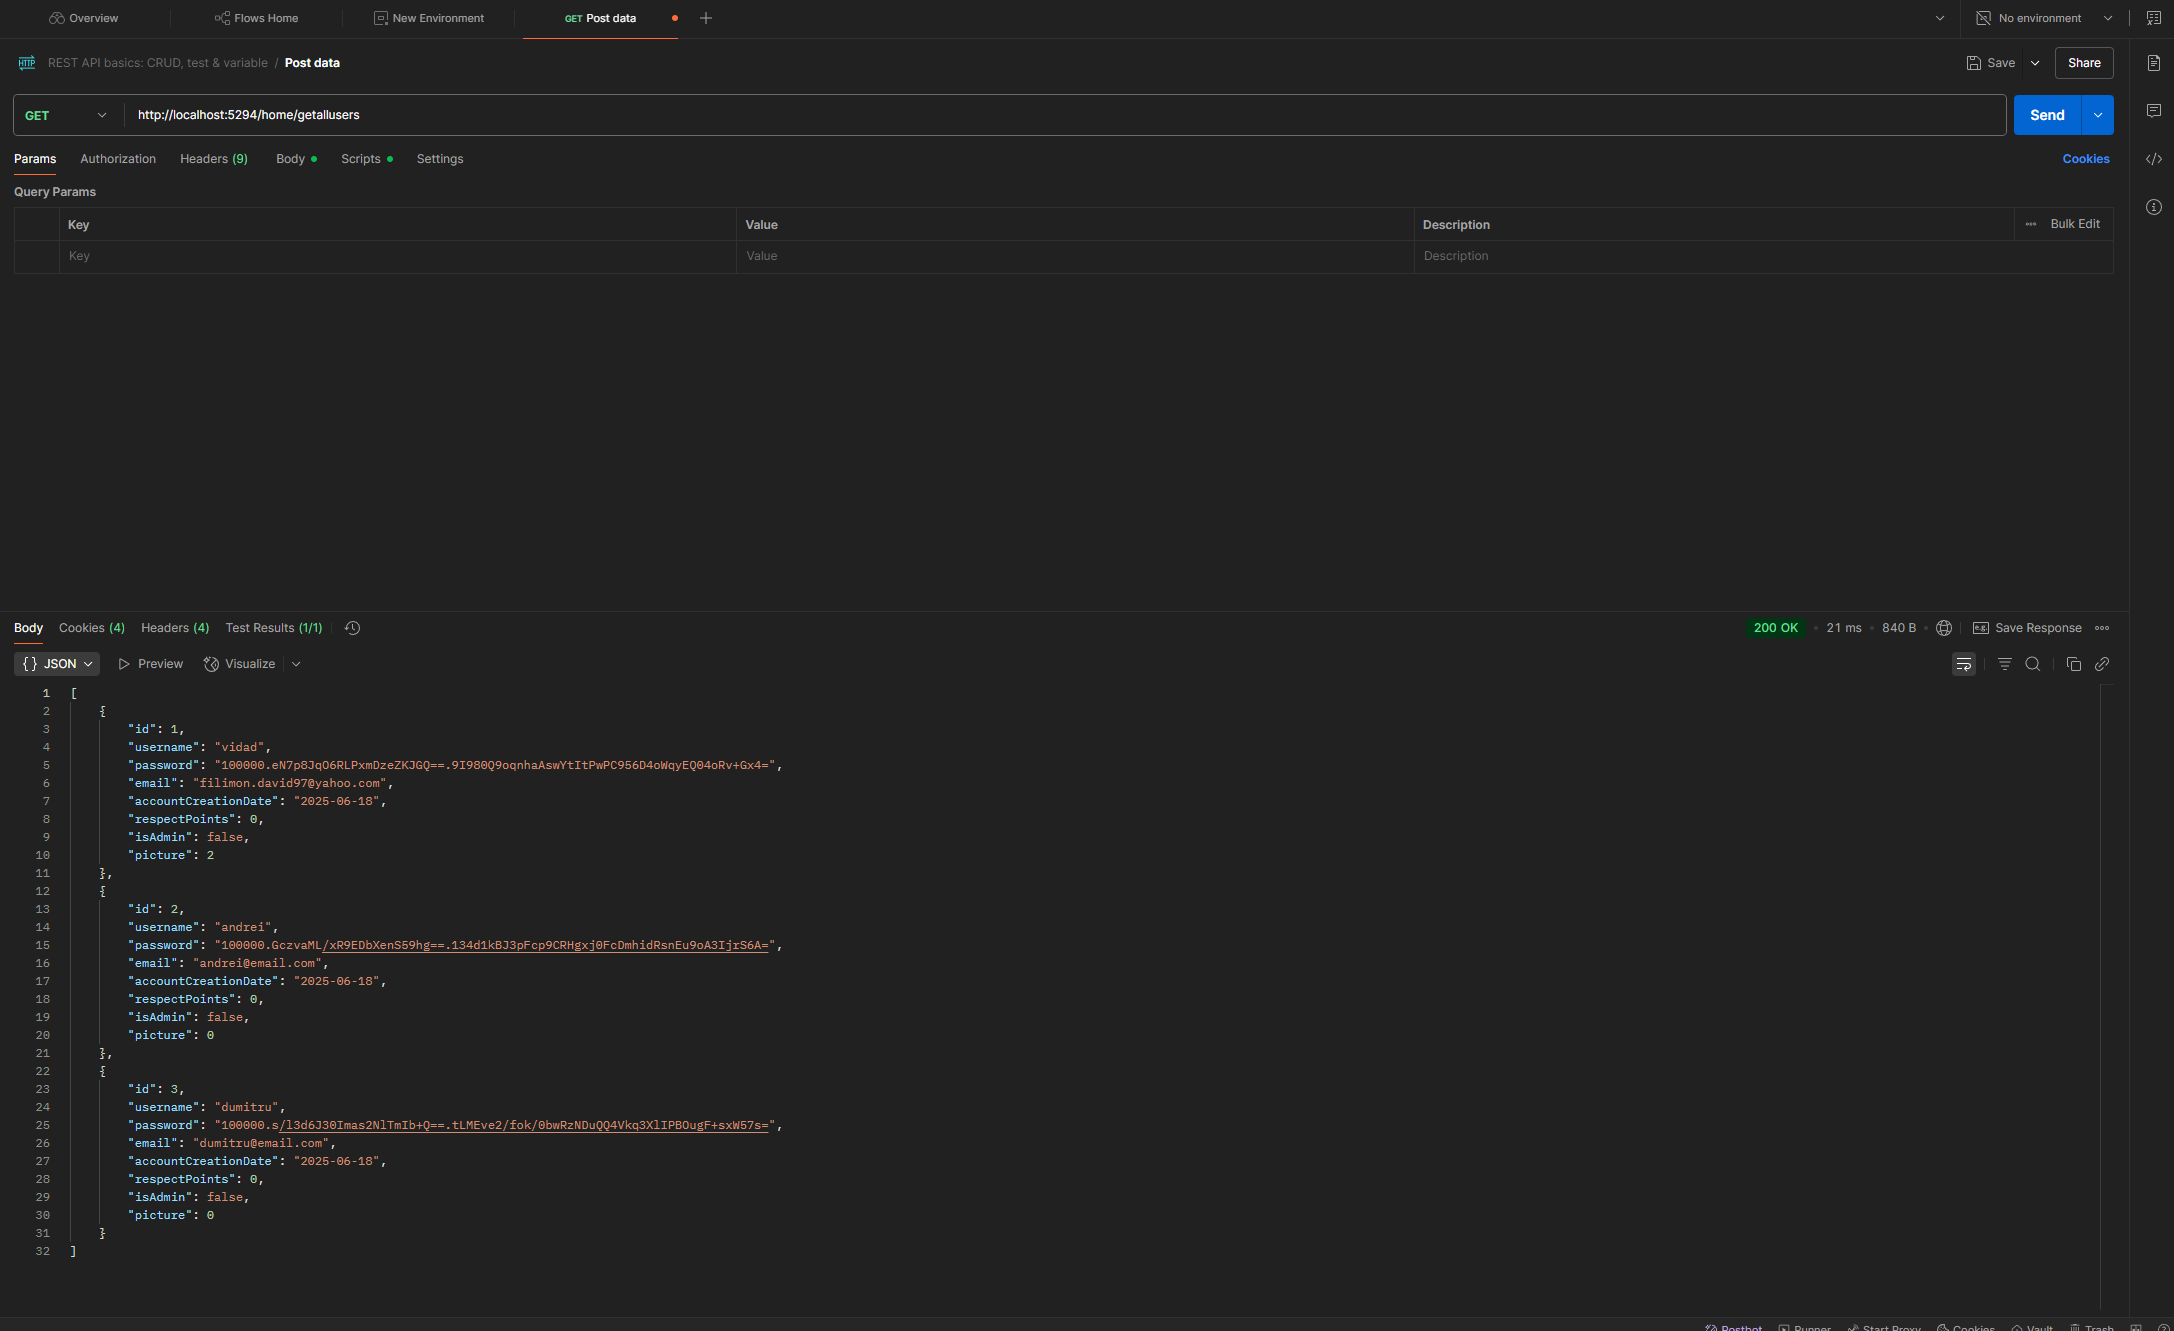 Overview
Flows Home
New Environment
GET Post data
No environment
HTTP REST API basics: CRUD, test & variable / Post data
Save
Share
GET
http://localhost:5294/home/getallusers
Send
Params
Authorization
Headers (9)
Body
Scripts
Settings
Cookies
Query Params
Key
Value
Description
Bulk Edit
Key
Value
Description
Body
Cookies (4)
Headers (4)
Test Results (1/1)
200 OK
21 ms
840 B
e.g. Save Response
{} JSON
Preview
Visualize
1 [
2 {
3 "id": 1,
4 "username": "vidad",
5 "password": "100000.eN7p8JqO6RLPxmDzeZKJGQ==.9I980Q9oqnhaAswYtItPwPC956D4oWqyEQ04oRv+Gx4=",
6 "email": "filimon.david97@yahoo.com",
7 "accountCreationDate": "2025-06-18",
8 "respectPoints": 0,
9 "isAdmin": false,
10 "picture": 2
11 },
12 {
13 "id": 2,
14 "username": "andrei",
15 "password": "100000.GczvaML/xR9EDbXenS59hg==.134d1kBJ3pFcp9CRHgxj0FcDmhidRsnEu9oA3IjrS6A=",
16 "email": "andrei@email.com",
17 "accountCreationDate": "2025-06-18",
18 "respectPoints": 0,
19 "isAdmin": false,
20 "picture": 0
21 },
22 {
23 "id": 3,
24 "username": "dumitru",
25 "password": "100000.s/l3d6J30Imas2NlTmIb+Q==.tLMEve2/fok/0bwRzNDuQQ4Vkq3XlIPBOugF+sxW57s=",
26 "email": "dumitru@email.com",
27 "accountCreationDate": "2025-06-18",
28 "respectPoints": 0,
29 "isAdmin": false,
30 "picture": 0
31 }
32 ]
Postbot
Runner
Start Proxy
Cookies
Vault
Trash